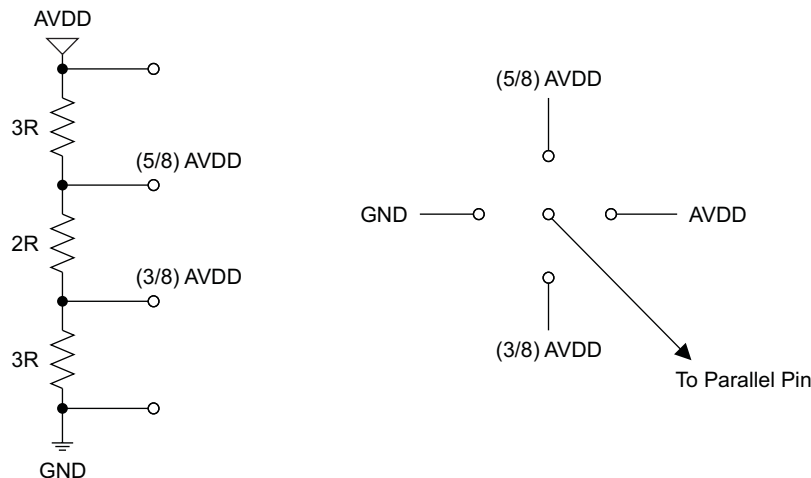 AVDD
3R
(5/8) AVDD
2R
(3/8) AVDD
3R
GND
(5/8) AVDD
GND
AVDD
(3/8) AVDD
To Parallel Pin